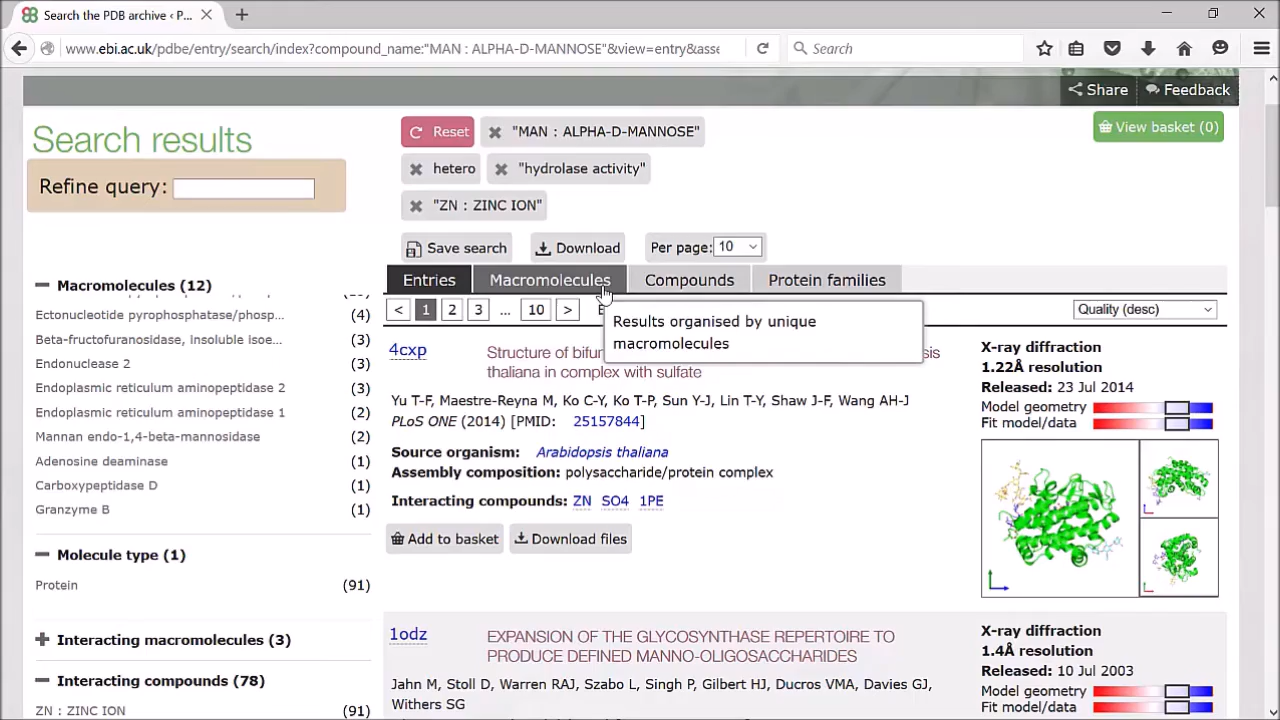 Search the PDB archive ‹ P...
www.ebi.ac.uk/pdbe/entry/search/index?compound_name:"MAN : ALPHA-D-MANNOSE"&view=entry&asse
Search
Share
Feedback
Search results
Refine query:
Reset
"MAN : ALPHA-D-MANNOSE"
View basket (0)
hetero
"hydrolase activity"
"ZN : ZINC ION"
Save search
Download
Per page: 10
Entries
Macromolecules
Compounds
Protein families
< 1 2 3 ... 10 >
Quality (desc)
Results organised by unique
macromolecules
Macromolecules (12)
Ectonucleotide pyrophosphatase/phosp... (4)
Beta-fructofuranosidase, insoluble isoe... (3)
Endonuclease 2 (3)
Endoplasmic reticulum aminopeptidase 2 (3)
Endoplasmic reticulum aminopeptidase 1 (2)
Mannan endo-1,4-beta-mannosidase (2)
Adenosine deaminase (1)
Carboxypeptidase D (1)
Granzyme B (1)
Molecule type (1)
Protein (91)
Interacting macromolecules (3)
Interacting compounds (78)
ZN : ZINC ION (91)
4cxp
Structure of bifu
sis
thaliana in complex with sulfate
Yu T-F, Maestre-Reyna M, Ko C-Y, Ko T-P, Sun Y-J, Lin T-Y, Shaw J-F, Wang AH-J
PLoS ONE (2014) [PMID: 25157844]
Source organism: Arabidopsis thaliana
Assembly composition: polysaccharide/protein complex
Interacting compounds: ZN SO4 1PE
Add to basket
Download files
X-ray diffraction
1.22Å resolution
Released: 23 Jul 2014
Model geometry
Fit model/data
1odz
EXPANSION OF THE GLYCOSYNTHASE REPERTOIRE TO
PRODUCE DEFINED MANNO-OLIGOSACCHARIDES
Jahn M, Stoll D, Warren RAJ, Szabo L, Singh P, Gilbert HJ, Ducros VMA, Davies GJ,
Withers SG
X-ray diffraction
1.4Å resolution
Released: 10 Jul 2003
Model geometry
Fit model/data